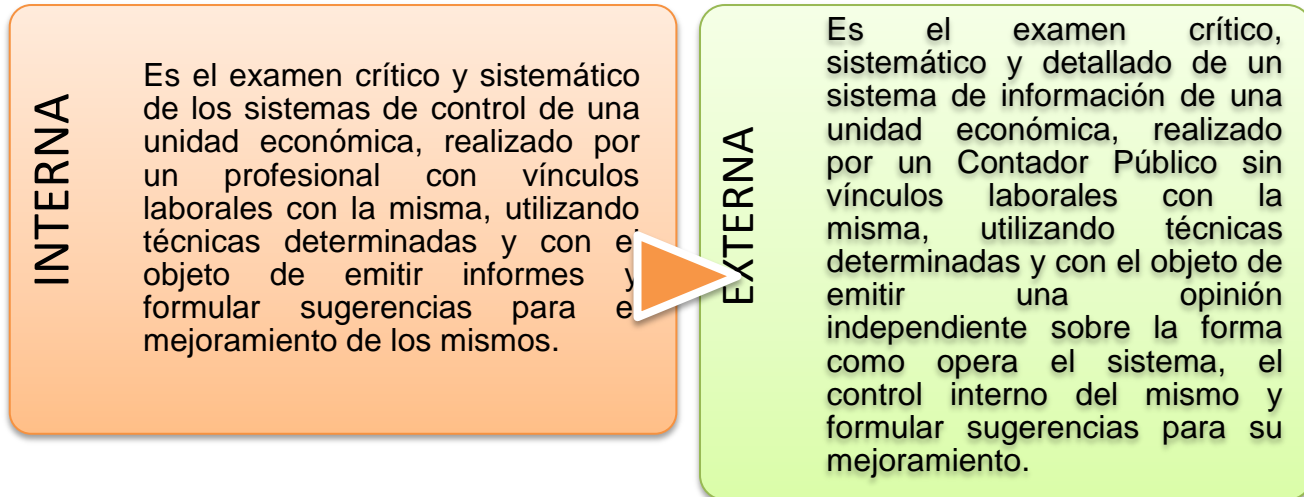 INTERNA
Es el examen crítico y sistemático
de los sistemas de control de una
unidad económica, realizado por
un profesional con vínculos
laborales con la misma, utilizando
técnicas determinadas y con el
objeto de emitir informes y
formular sugerencias para el
mejoramiento de los mismos.
EXTERNA
Es el examen crítico,
sistemático y detallado de un
sistema de información de una
unidad económica, realizado
por un Contador Público sin
vínculos laborales con la
misma, utilizando técnicas
determinadas y con el objeto de
emitir una opinión
independiente sobre la forma
como opera el sistema, el
control interno del mismo y
formular sugerencias para su
mejoramiento.